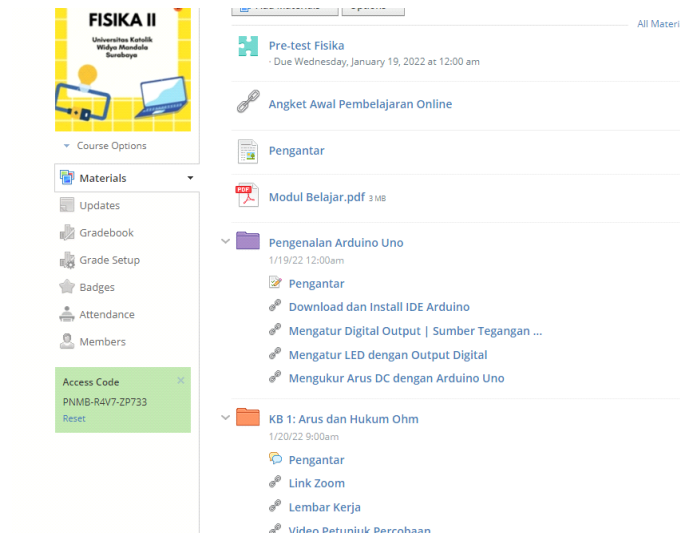 FISIKA II
Universitas Katolik
Widya Mandala
Surabaya
Course Options
Materials
Updates
Gradebook
Grade Setup
Badges
Attendance
Members
Access Code
PNMB-R4V7-ZP733
Reset
All Materi
Pre-test Fisika
· Due Wednesday, January 19, 2022 at 12:00 am
Angket Awal Pembelajaran Online
Pengantar
Modul Belajar.pdf 3 MB
Pengenalan Arduino Uno
1/19/22 12:00am
Pengantar
Download dan Install IDE Arduino
Mengatur Digital Output | Sumber Tegangan ...
Mengatur LED dengan Output Digital
Mengukur Arus DC dengan Arduino Uno
KB 1: Arus dan Hukum Ohm
1/20/22 9:00am
Pengantar
Link Zoom
Lembar Kerja
Video Petunjuk Percobaan